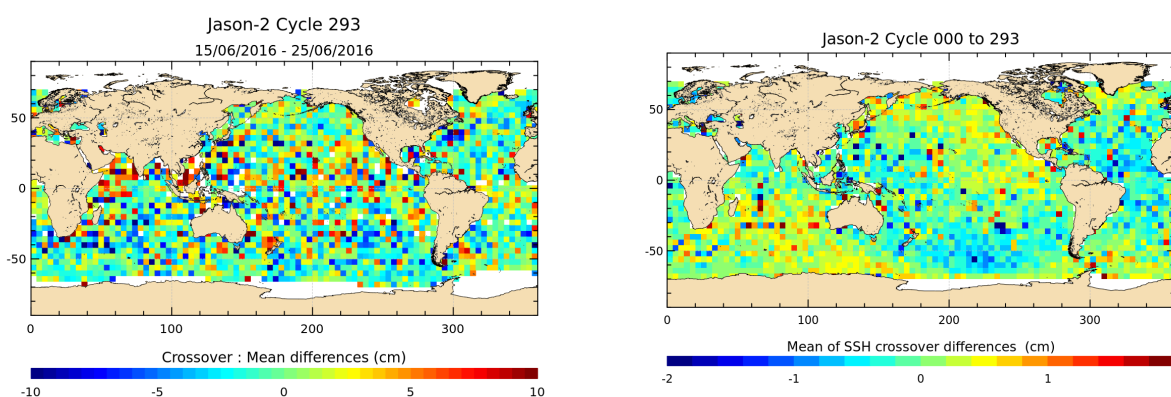 Jason-2 Cycle 293
15/06/2016 - 25/06/2016
50
0
-50
0 100 200 300
Crossover : Mean differences (cm)
-10 -5 0 5 10
Jason-2 Cycle 000 to 293
50
0
-50
0 100 200 300
Mean of SSH crossover differences (cm)
-2 -1 0 1